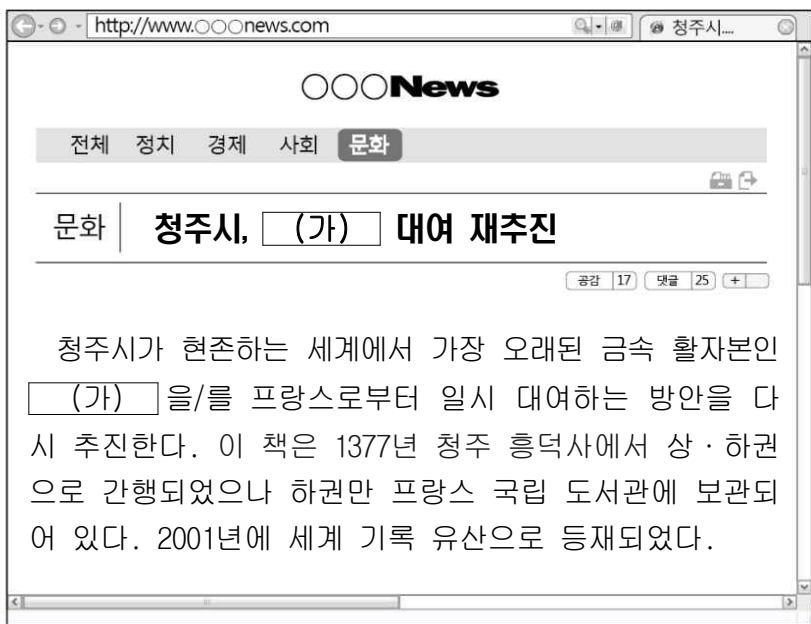 http://www.○○○news.com 청주시....
○○○News
전체 정치 경제 사회 문화
문화 청주시, (가) 대여 재추진
공감 17 댓글 25 +
청주시가 현존하는 세계에서 가장 오래된 금속 활자본인
(가) 을/를 프랑스로부터 일시 대여하는 방안을 다
시 추진한다. 이 책은 1377년 청주 흥덕사에서 상·하권
으로 간행되었으나 하권만 프랑스 국립 도서관에 보관되
어 있다. 2001년에 세계 기록 유산으로 등재되었다.